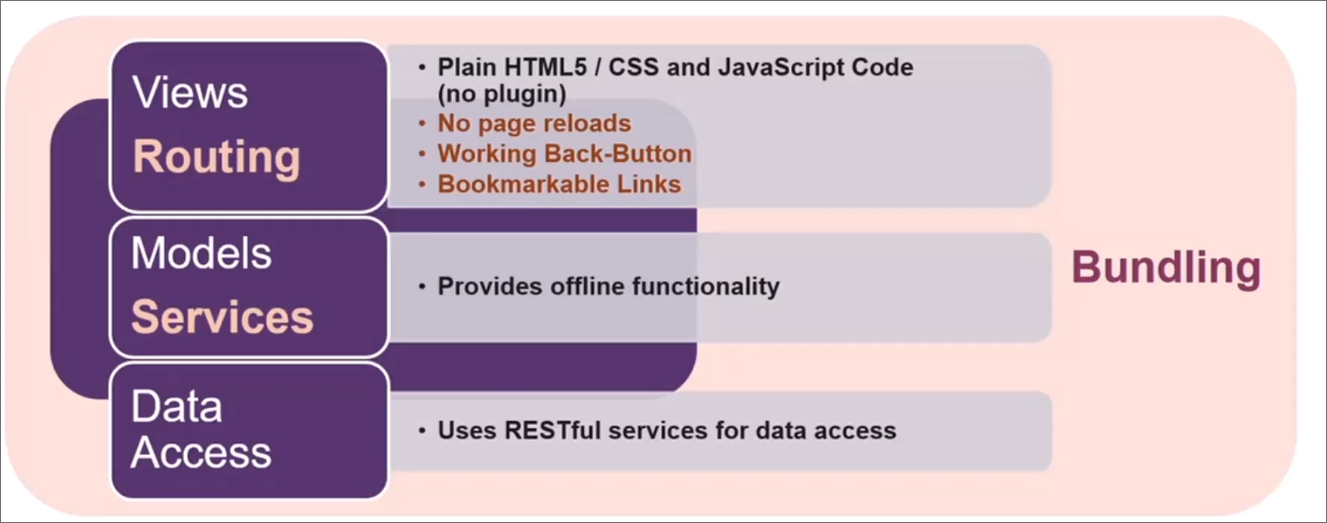 Views
Routing
• Plain HTML5 / CSS and JavaScript Code
(no plugin)
• No page reloads
• Working Back-Button
• Bookmarkable Links
Models
Services
• Provides offline functionality
Data
Access
• Uses RESTful services for data access
Bundling